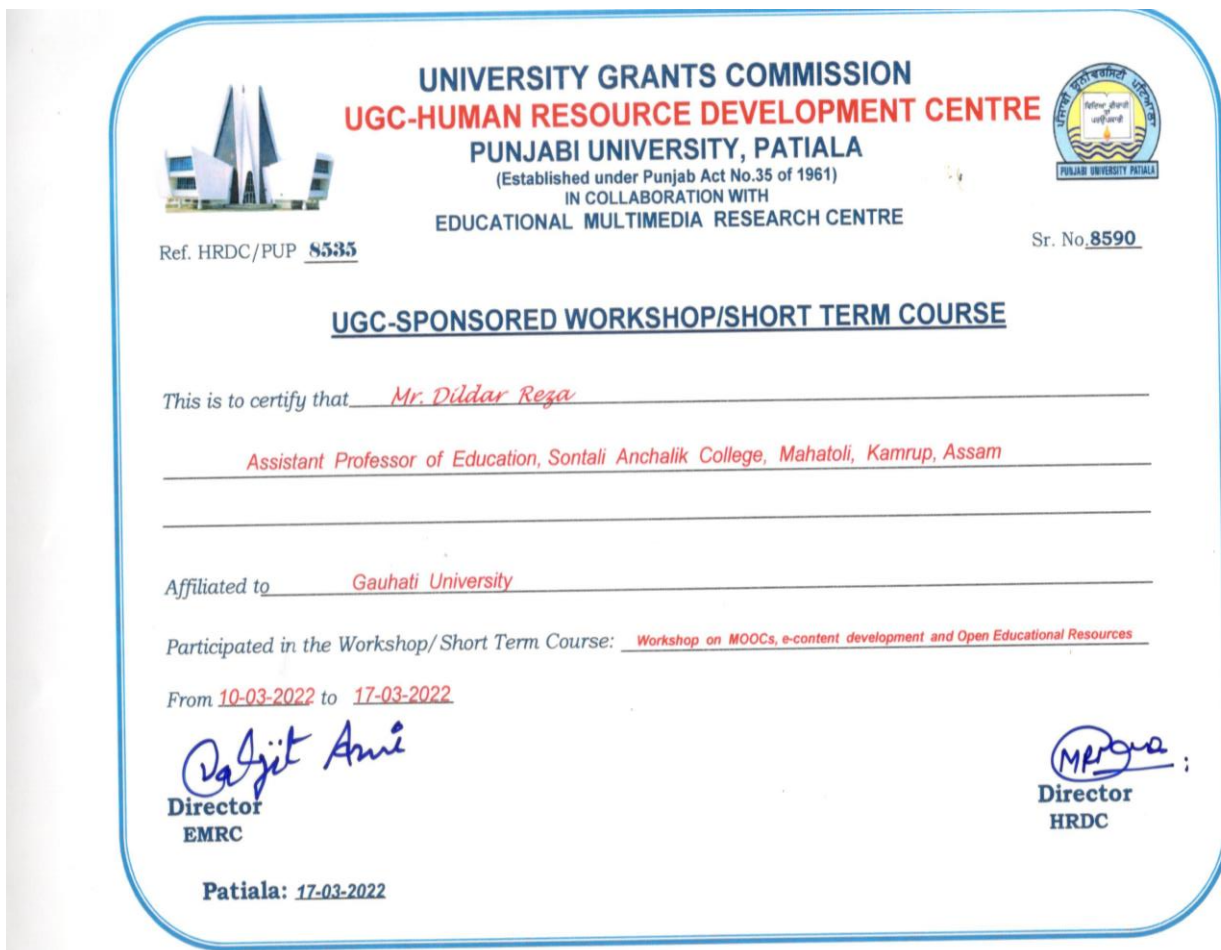 UNIVERSITY GRANTS COMMISSION
UGC-HUMAN RESOURCE DEVELOPMENT CENTRE
PUNJABI UNIVERSITY, PATIALA
(Established under Punjab Act No.35 of 1961)
IN COLLABORATION WITH
EDUCATIONAL MULTIMEDIA RESEARCH CENTRE
ਪੰਜਾਬੀ ਯੂਨੀਵਰਸਿਟੀ ਪਟਿਆਲਾ
PUNJABI UNIVERSITY PATIALA
Ref. HRDC/PUP 8535
Sr. No.8590
UGC-SPONSORED WORKSHOP/SHORT TERM COURSE
This is to certify that Mr. Dildar Reza
Assistant Professor of Education, Sontali Anchalik College, Mahatoli, Kamrup, Assam
Affiliated to Gauhati University
Participated in the Workshop/Short Term Course: Workshop on MOOCs, e-content development and Open Educational Resources
From 10-03-2022 to 17-03-2022
Daljit Ami
Director
EMRC
Director
HRDC
Patiala: 17-03-2022